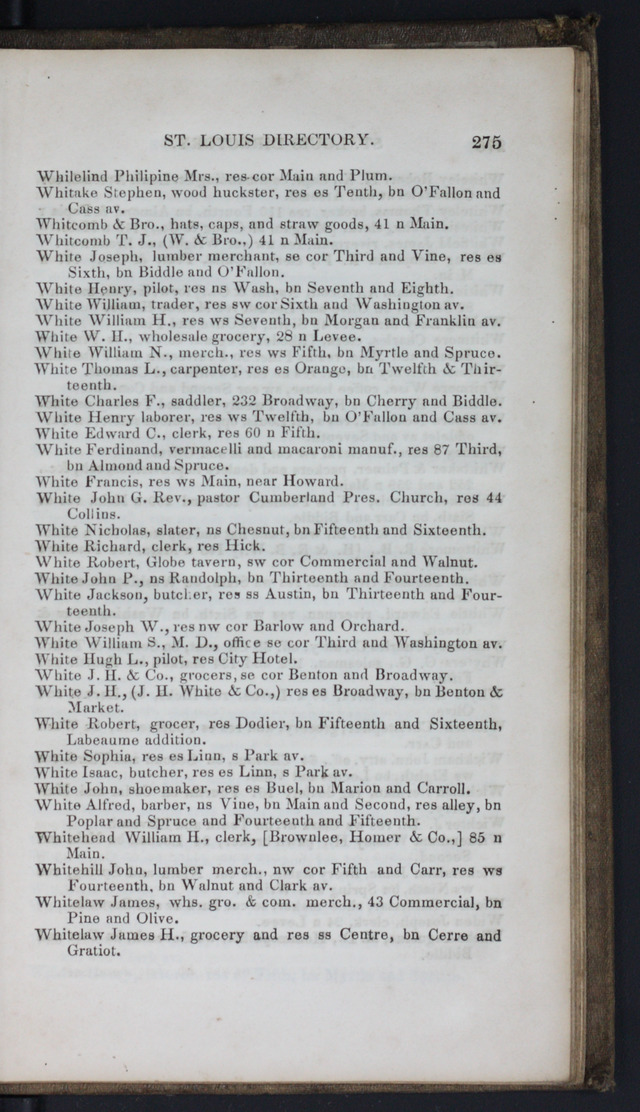 ST. LOUIS DIRECTORY. 275
Whilelind Philipine Mrs., res cor Main and Plum.
Whitake Stephen, wood huckster, res es Tenth, bn O'Fallon and
Cass av.
Whitcomb & Bro., hats, caps, and straw goods, 41 n Main.
Whitcomb T. J., (W. & Bro.,) 41 n Main.
White Joseph, lumber merchant, se cor Third and Vine, res es
Sixth, bn Biddle and O'Fallon.
White Henry, pilot, res ns Wash, bn Seventh and Eighth.
White William, trader, res sw cor Sixth and Washington av.
White William H., res ws Seventh, bn Morgan and Franklin av.
White W. H., wholesale grocery, 28 n Levee.
White William N., merch., res ws Fifth, bn Myrtle and Spruce.
White Thomas L., carpenter, res es Orange, bn Twelfth & Thir-
teenth.
White Charles F., saddler, 232 Broadway, bn Cherry and Biddle.
White Henry laborer, res ws Twelfth, bn O'Fallon and Cass av.
White Edward C., clerk, res 60 n Fifth.
White Ferdinand, vermacelli and macaroni manuf., res 87 Third,
bn Almond and Spruce.
White Francis, res ws Main, near Howard.
White John G. Rev., pastor Cumberland Pres. Church, res 44
Collins.
White Nicholas, slater, ns Chesnut, bn Fifteenth and Sixteenth.
White Richard, clerk, res Hick.
White Robert, Globe tavern, sw cor Commercial and Walnut.
White John P., ns Randolph, bn Thirteenth and Fourteenth.
White Jackson, butcher, res ss Austin, bn Thirteenth and Four-
teenth.
White Joseph W., res nw cor Barlow and Orchard.
White William S., M. D., office se cor Third and Washington av.
White Hugh L., pilot, res City Hotel.
White J. H. & Co., grocers, se cor Benton and Broadway.
White J. H., (J. H. White & Co.,) res es Broadway, bn Benton &
Market.
White Robert, grocer, res Dodier, bn Fifteenth and Sixteenth,
Labeaume addition.
White Sophia, res es Linn, s Park av.
White Isaac, butcher, res es Linn, s Park av.
White John, shoemaker, res es Buel, bn Marion and Carroll.
White Alfred, barber, ns Vine, bn Main and Second, res alley, bn
Poplar and Spruce and Fourteenth and Fifteenth.
Whitehead William H., clerk, [Brownlee, Homer & Co.,] 85 n
Main.
Whitehill John, lumber merch., nw cor Fifth and Carr, res ws
Fourteenth, bn Walnut and Clark av.
Whitelaw James, whs. gro. & com. merch., 43 Commercial, bn
Pine and Olive.
Whitelaw James H., grocery and res ss Centre, bn Cerre and
Gratiot.